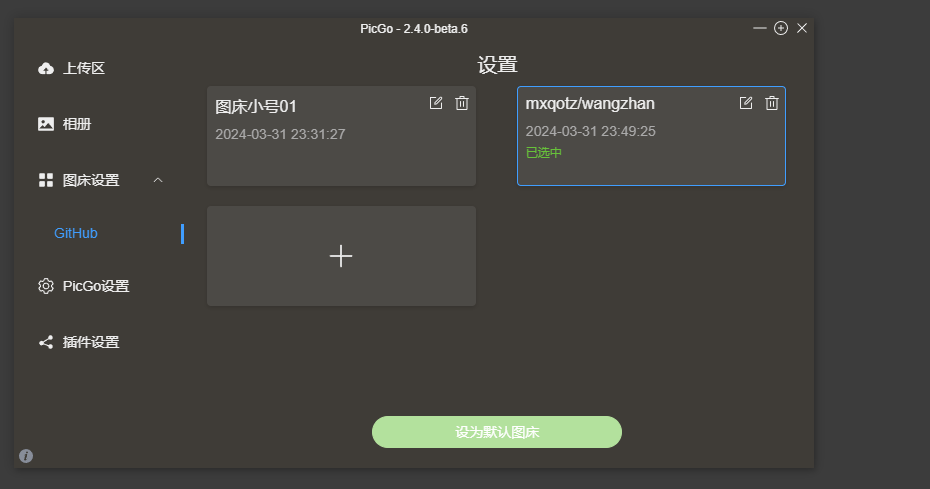 PicGo - 2.4.0-beta.6
上传区
相册
图床设置
GitHub
PicGo设置
插件设置
设置
图床小号01
2024-03-31 23:31:27
mxqotz/wangzhan
2024-03-31 23:49:25
已选中
设为默认图床